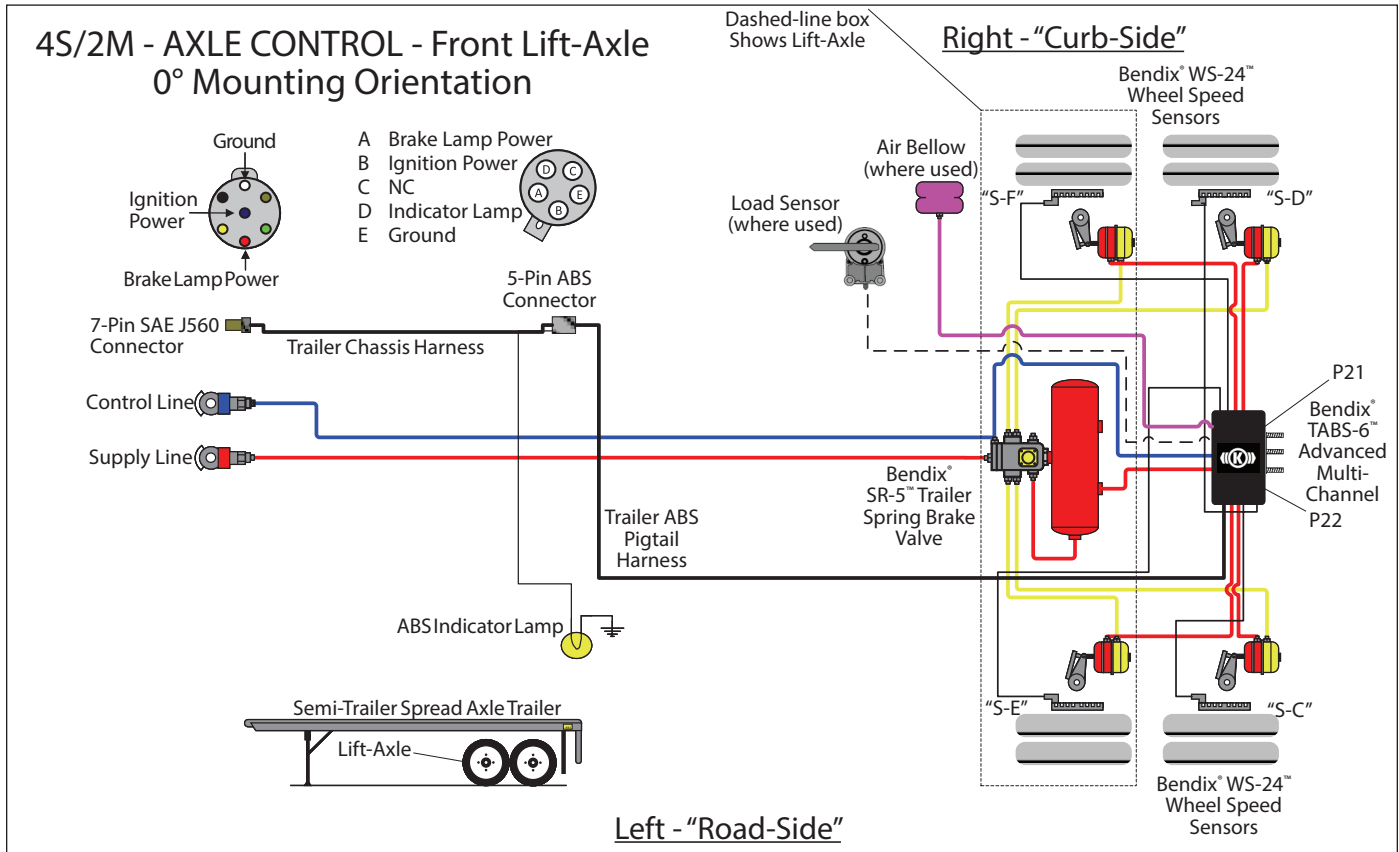 4S/2M - AXLE CONTROL - Front Lift-Axle
0° Mounting Orientation
Dashed-line box
Shows Lift-Axle
Right - “Curb-Side”
Bendix® WS-24™
Wheel Speed
Sensors
Ground
Ignition
Power
Brake Lamp Power
A Brake Lamp Power
B Ignition Power
C NC
D Indicator Lamp
E Ground
D
C
A
E
B
Air Bellow
(where used)
Load Sensor
(where used)
“S-F”
“S-D”
5-Pin ABS
Connector
7-Pin SAE J560
Connector
Trailer Chassis Harness
Control Line
Supply Line
P21
Bendix®
TABS-6™
Advanced
Multi-
Channel
P22
K
Bendix®
SR-5™ Trailer
Spring Brake
Valve
Trailer ABS
Pigtail
Harness
ABS Indicator Lamp
“S-E”
“S-C”
Semi-Trailer Spread Axle Trailer
Lift-Axle
Bendix® WS-24™
Wheel Speed
Sensors
Left - “Road-Side”